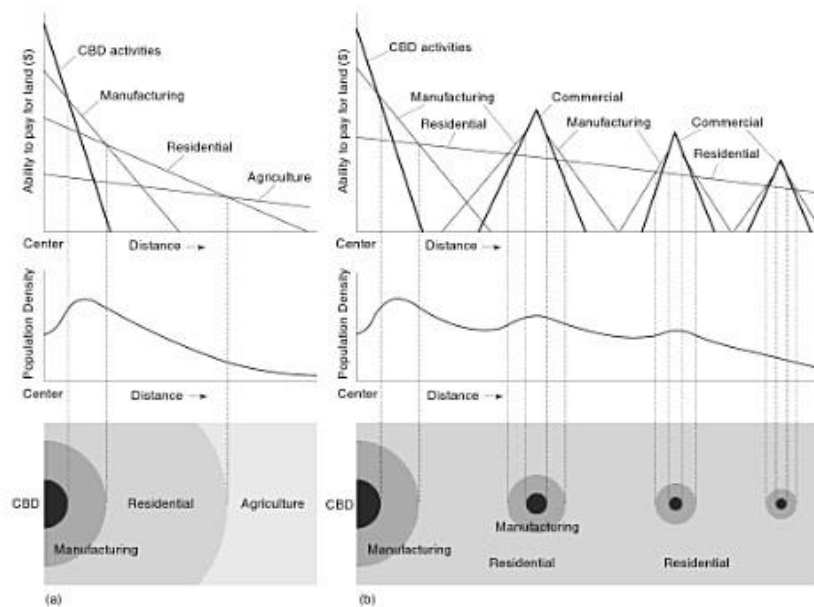 Ability to pay for land ($)
CBD activities
Manufacturing
Residential
Agriculture
Center Distance
Population Density
Center Distance
CBD Residential Agriculture
Manufacturing
(a)
Ability to pay for land ($)
CBD activities
Manufacturing Commercial
Residential Manufacturing Commercial
Residential
Center Distance
Population Density
Center Distance
CBD
Manufacturing
Manufacturing
Residential Residential
(b)